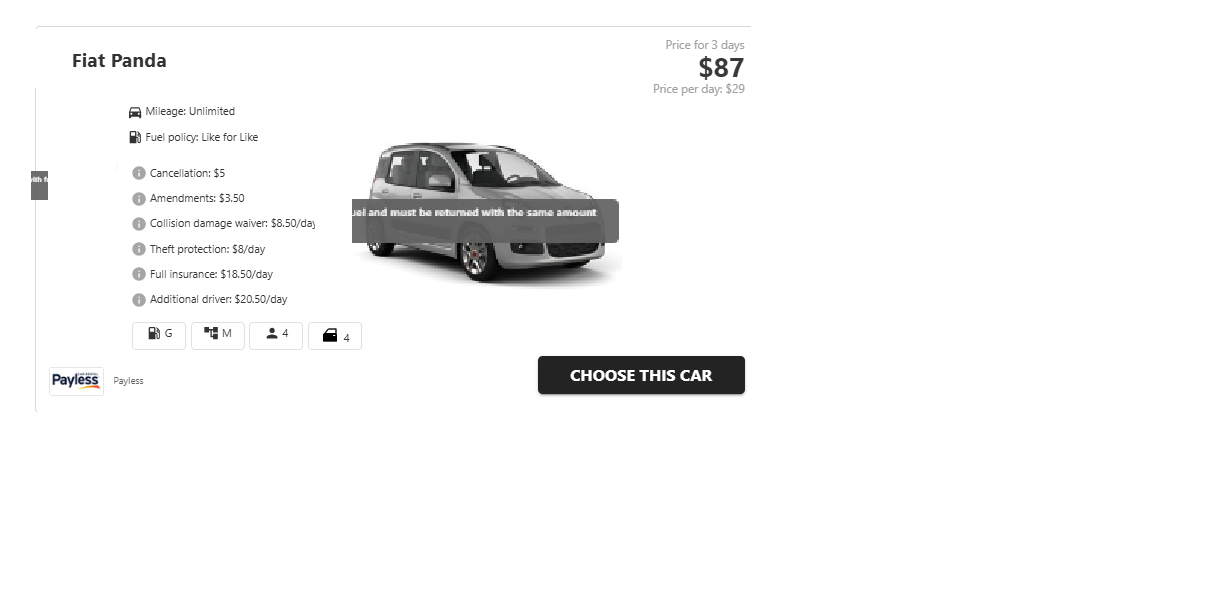 Fiat Panda
Price for 3 days
$87
Price per day: $29
Mileage: Unlimited
Fuel policy: Like for Like
Cancellation: $5
with f
Amendments: $3.50
uel and must be returned with the same amount
Collision damage waiver: $8.50/day
Theft protection: $8/day
Full insurance: $18.50/day
Additional driver: $20.50/day
G
M
4
4
CHOOSE THIS CAR
Payless
Payless